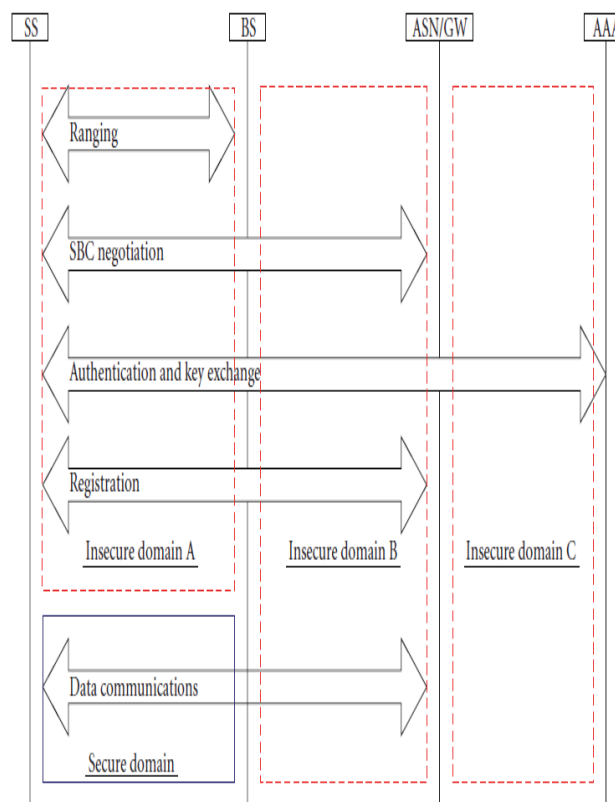 SS BS ASN/GW AAA
Ranging
SBC negotiation
Authentication and key exchange
Registration
Insecure domain A Insecure domain B Insecure domain C
Data communications
Secure domain